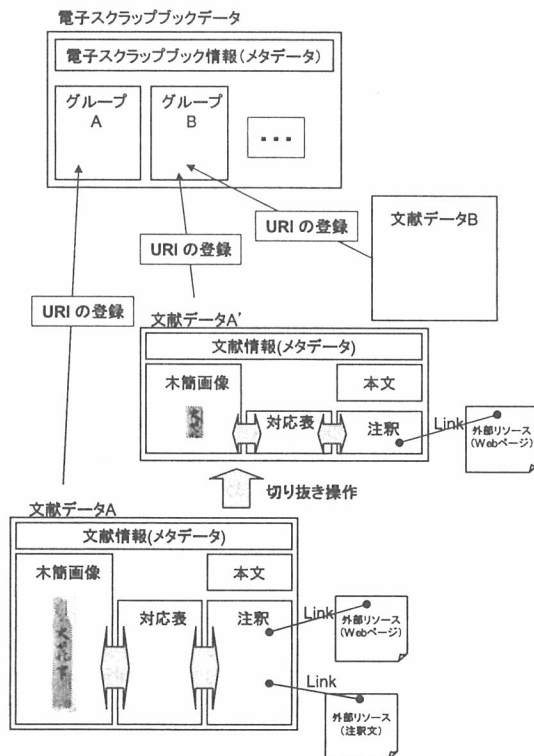 電子スクラップブックデータ
電子スクラップブック情報(メタデータ)
グループ
A
グループ
B
・・・
URI の登録
URI の登録
URI の登録
文献データB
文献データA'
文献情報(メタデータ)
木簡画像
本文
対応表
注釈
Link
外部リソース
(Webページ)
切り抜き操作
文献データA
文献情報(メタデータ)
木簡画像
本文
対応表
注釈
Link
外部リソース
(Webページ)
Link
外部リソース
(注釈文)